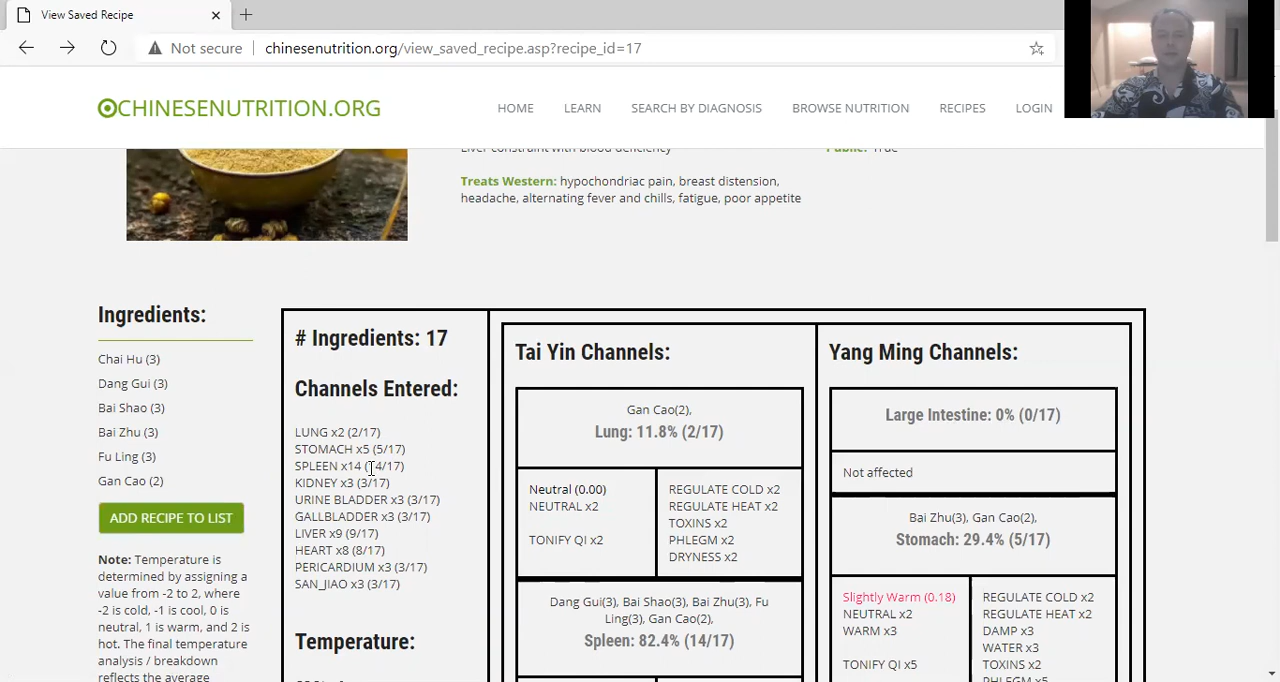 View Saved Recipe
Not secure
chinesenutrition.org/view_saved_recipe.asp?recipe_id=17
CHINESENUTRITION.ORG
HOME
LEARN
SEARCH BY DIAGNOSIS
BROWSE NUTRITION
RECIPES
LOGIN
Liver constraint with blood deficiency
Public: True
Treats Western: hypochondriac pain, breast distension,
headache, alternating fever and chills, fatigue, poor appetite
Ingredients:
Chai Hu (3)
Dang Gui (3)
Bai Shao (3)
Bai Zhu (3)
Fu Ling (3)
Gan Cao (2)
ADD RECIPE TO LIST
Note: Temperature is
determined by assigning a
value from -2 to 2, where
-2 is cold, -1 is cool, 0 is
neutral, 1 is warm, and 2 is
hot. The final temperature
analysis / breakdown
reflects the average
# Ingredients: 17
Channels Entered:
LUNG x2 (2/17)
STOMACH x5 (5/17)
SPLEEN x14 (14/17)
KIDNEY x3 (3/17)
URINE BLADDER x3 (3/17)
GALLBLADDER x3 (3/17)
LIVER x9 (9/17)
HEART x8 (8/17)
PERICARDIUM x3 (3/17)
SAN_JIAO x3 (3/17)
Temperature:
Tai Yin Channels:
Gan Cao(2),
Lung: 11.8% (2/17)
Neutral (0.00)
NEUTRAL x2
TONIFY QI x2
REGULATE COLD x2
REGULATE HEAT x2
TOXINS x2
PHLEGM x2
DRYNESS x2
Dang Gui(3), Bai Shao(3), Bai Zhu(3), Fu
Ling(3), Gan Cao(2),
Spleen: 82.4% (14/17)
Yang Ming Channels:
Large Intestine: 0% (0/17)
Not affected
Bai Zhu(3), Gan Cao(2),
Stomach: 29.4% (5/17)
Slightly Warm (0.18)
NEUTRAL x2
WARM x3
TONIFY QI x5
REGULATE COLD x2
REGULATE HEAT x2
DAMP x3
WATER x3
TOXINS x2
PHLEGM x5